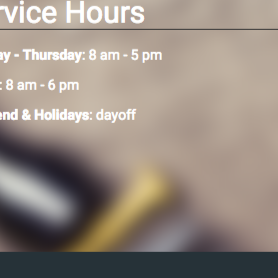 rvice Hours
ay - Thursday: 8 am - 5 pm
: 8 am - 6 pm
end & Holidays: dayoff